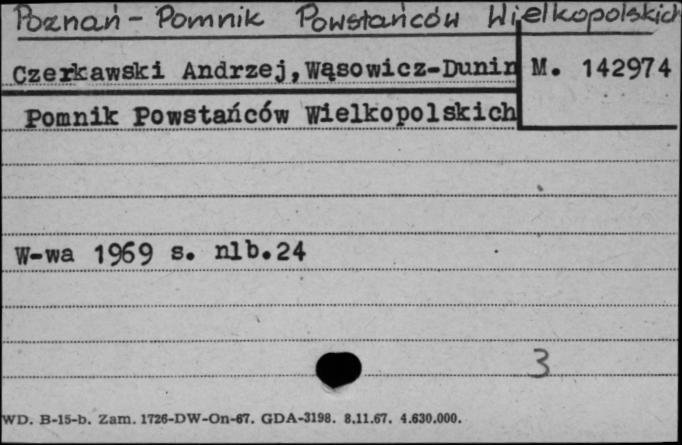 Poznań - Pomnik Powstańców Wielkopolskich
Czerkawski Andrzej, Wąsowicz-Dunin M. 142974
Pomnik Powstańców Wielkopolskich
W-wa 1969 s. nlb.24
3
WD. B-15-b. Zam. 1726-DW-On-67. GDA-3198. 8.11.67. 4.630.000.